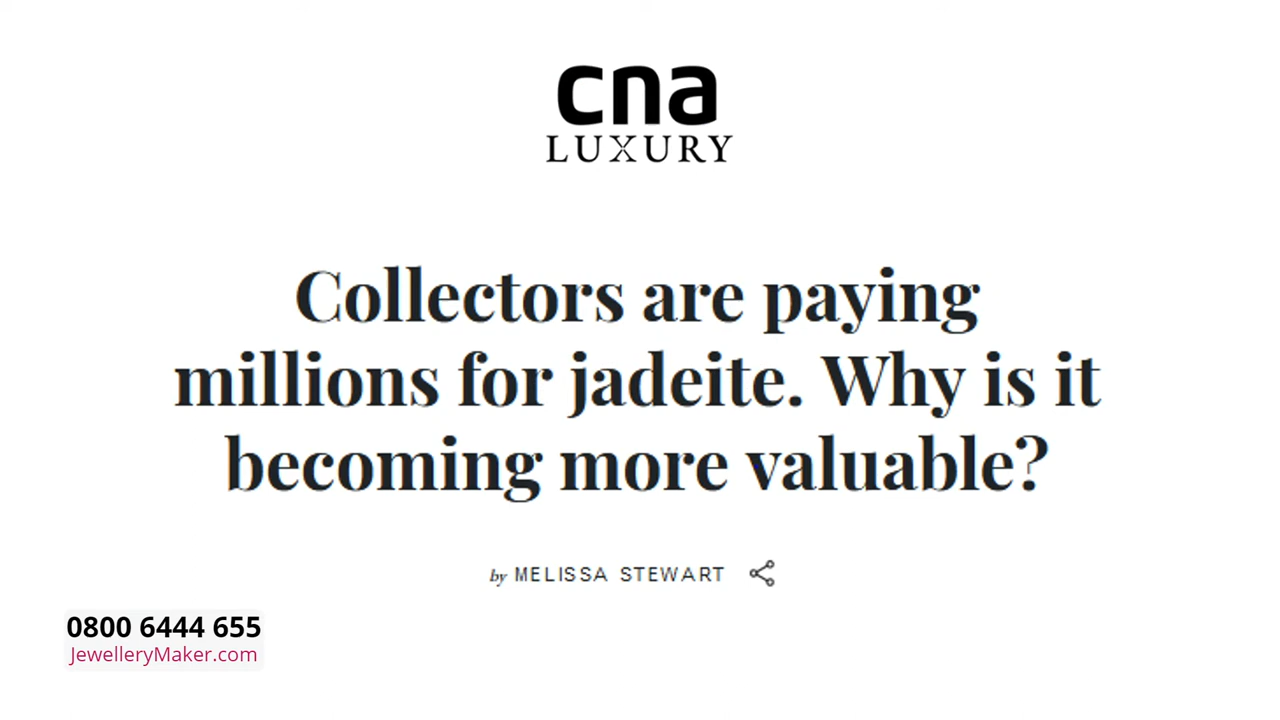 cna
LUXURY
Collectors are paying
millions for jadeite. Why is it
becoming more valuable?
by MELISSA STEWART
0800 6444 655
JewelleryMaker.com